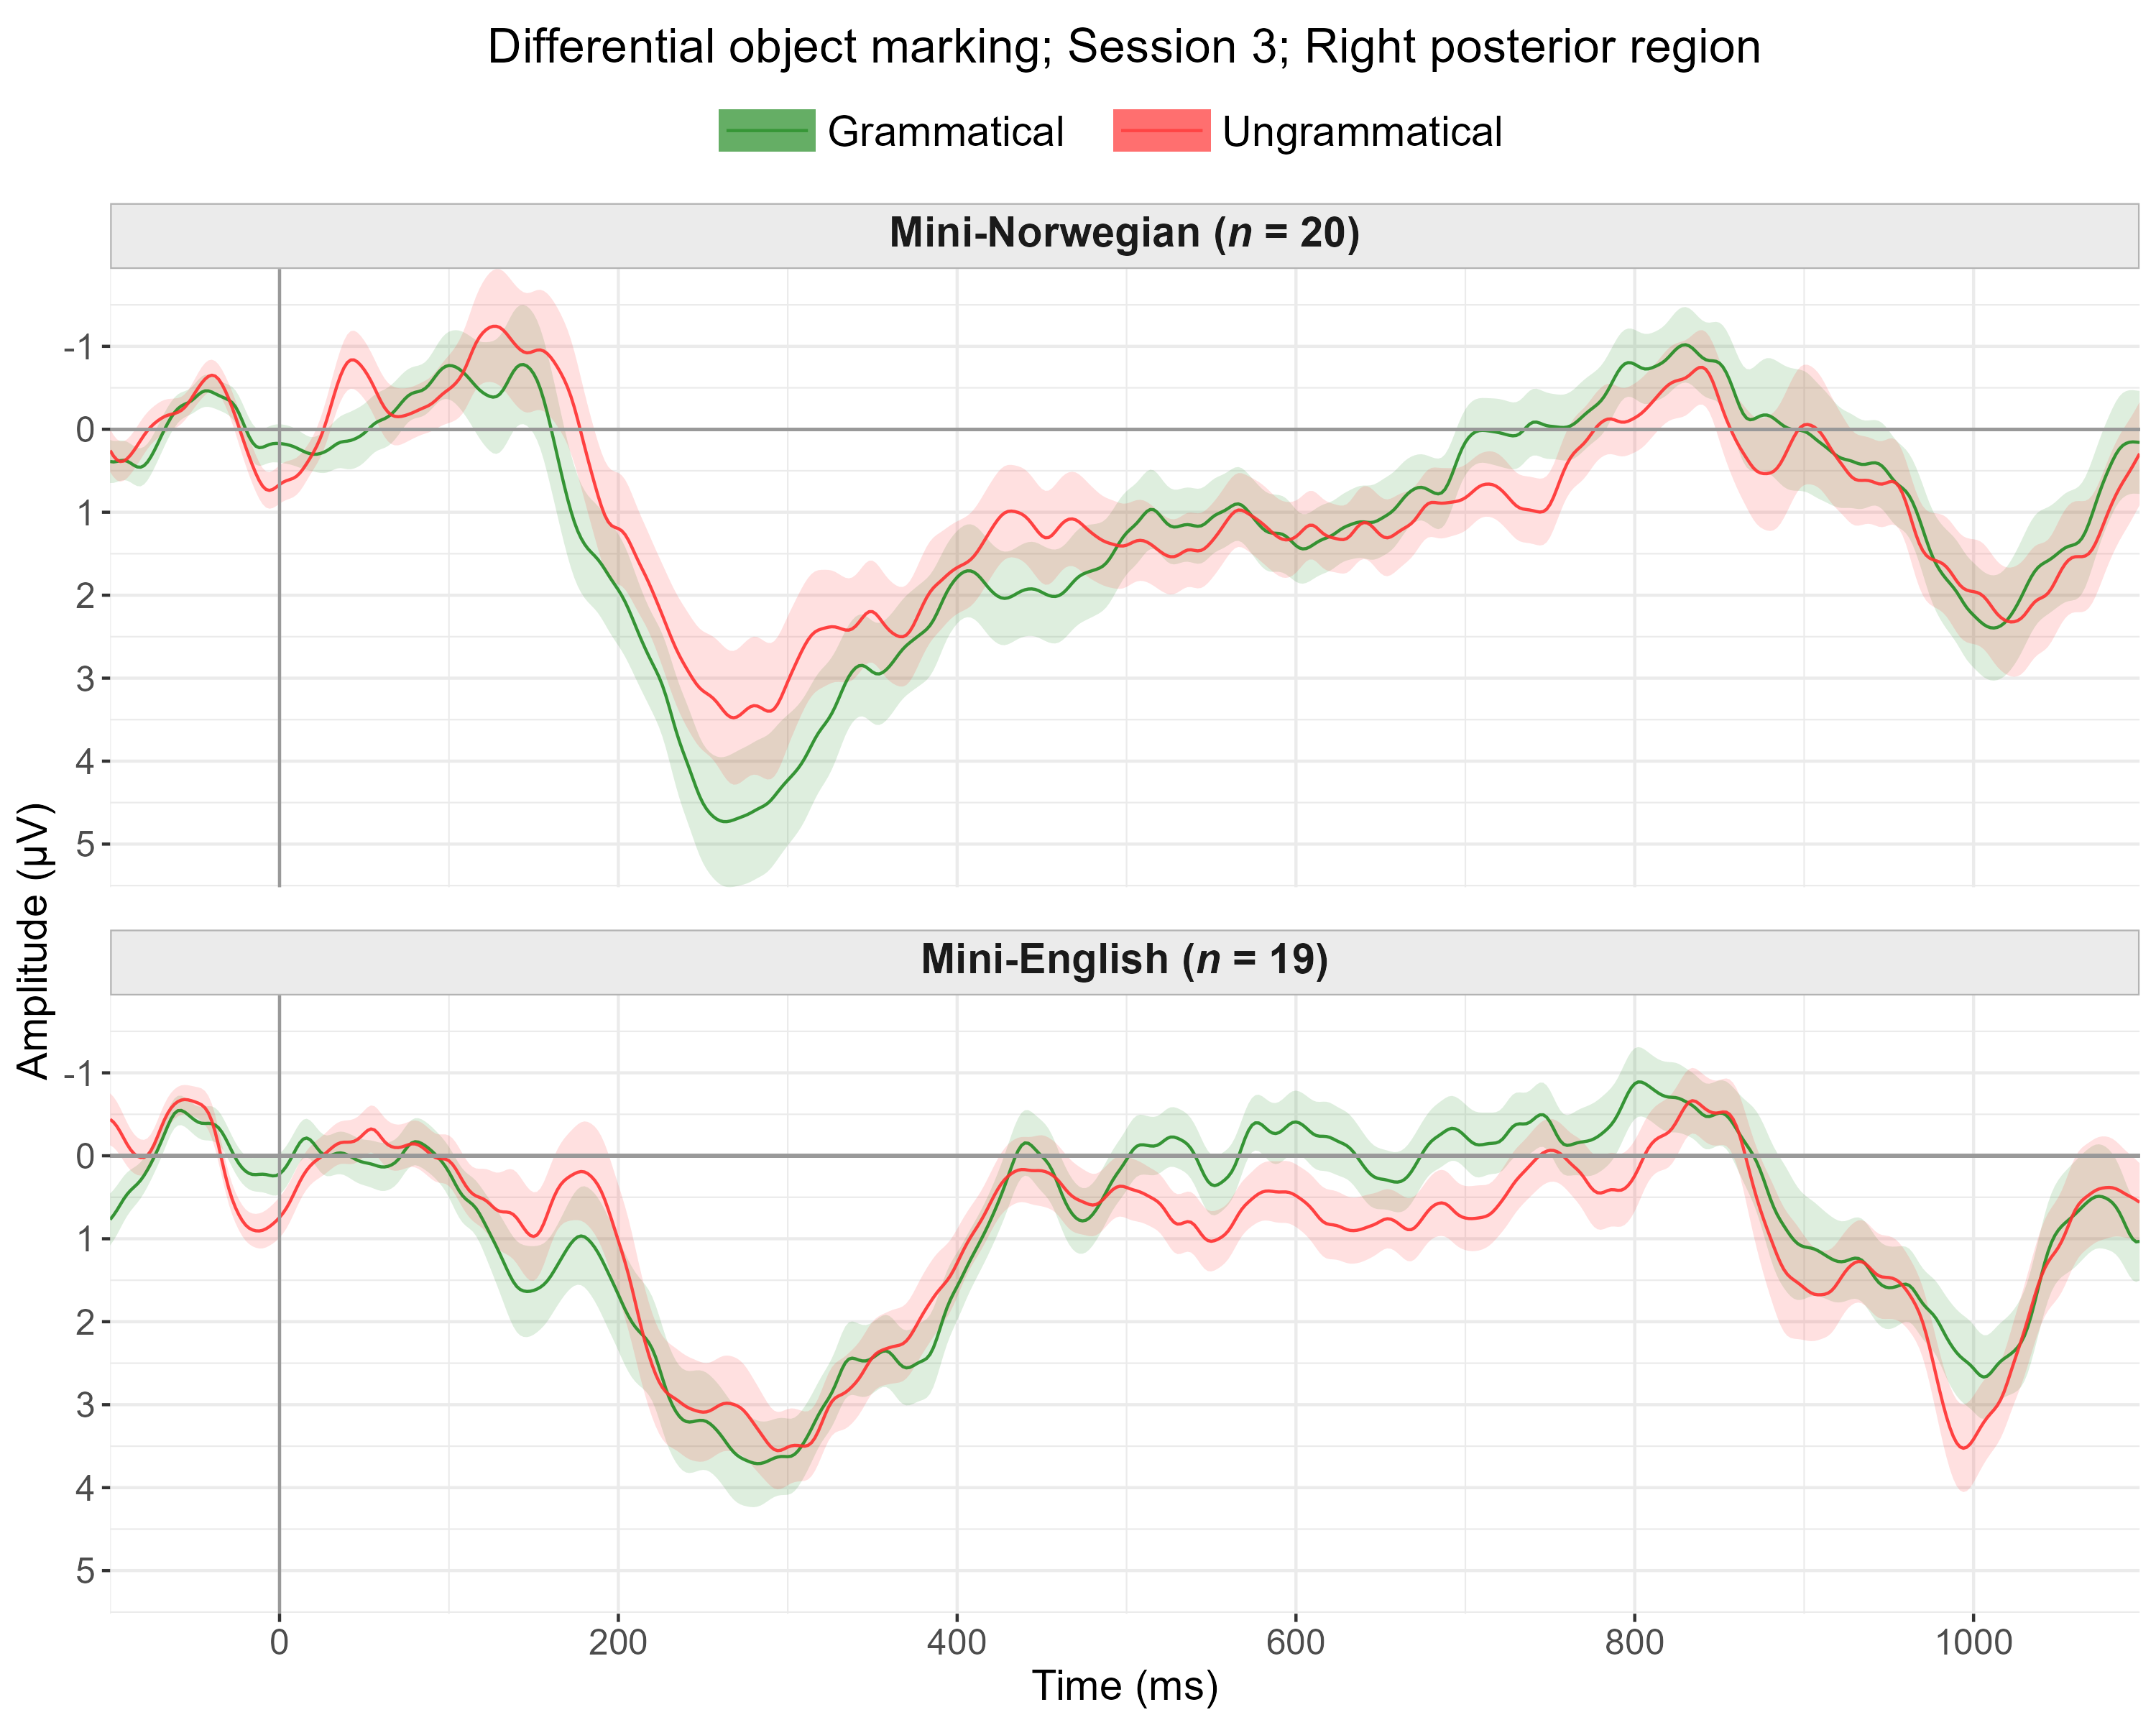 Differential object marking; Session 3; Right posterior region
Grammatical Ungrammatical
Mini-Norwegian (n = 20)
-1
0
1
2
3
4
5
Amplitude (µV)
Mini-English (n = 19)
-1
0
1
2
3
4
5
0 200 400 600 800 1000
Time (ms)